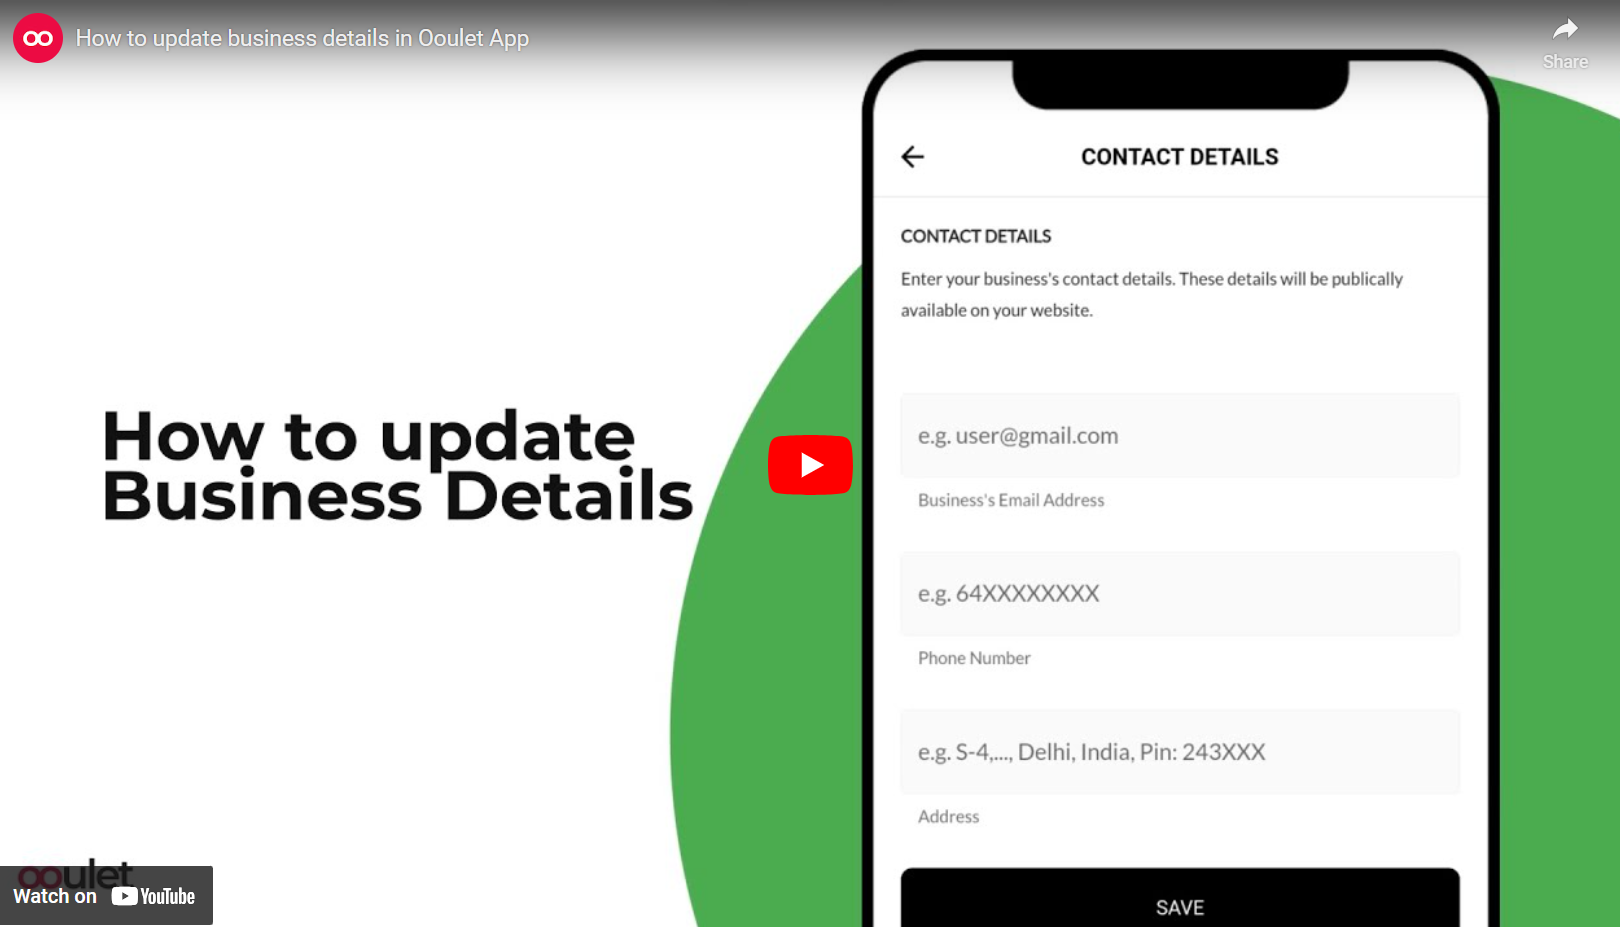 How to update business details in Ooulet App
Share
CONTACT DETAILS
CONTACT DETAILS
Enter your business's contact details. These details will be publically
available on your website.
How to update
Business Details
e.g. user@gmail.com
Business's Email Address
e.g. 64XXXXXXXX
Phone Number
e.g. S-4,..., Delhi, India, Pin: 243XXX
Address
SAVE
ooulet
Watch on YouTube